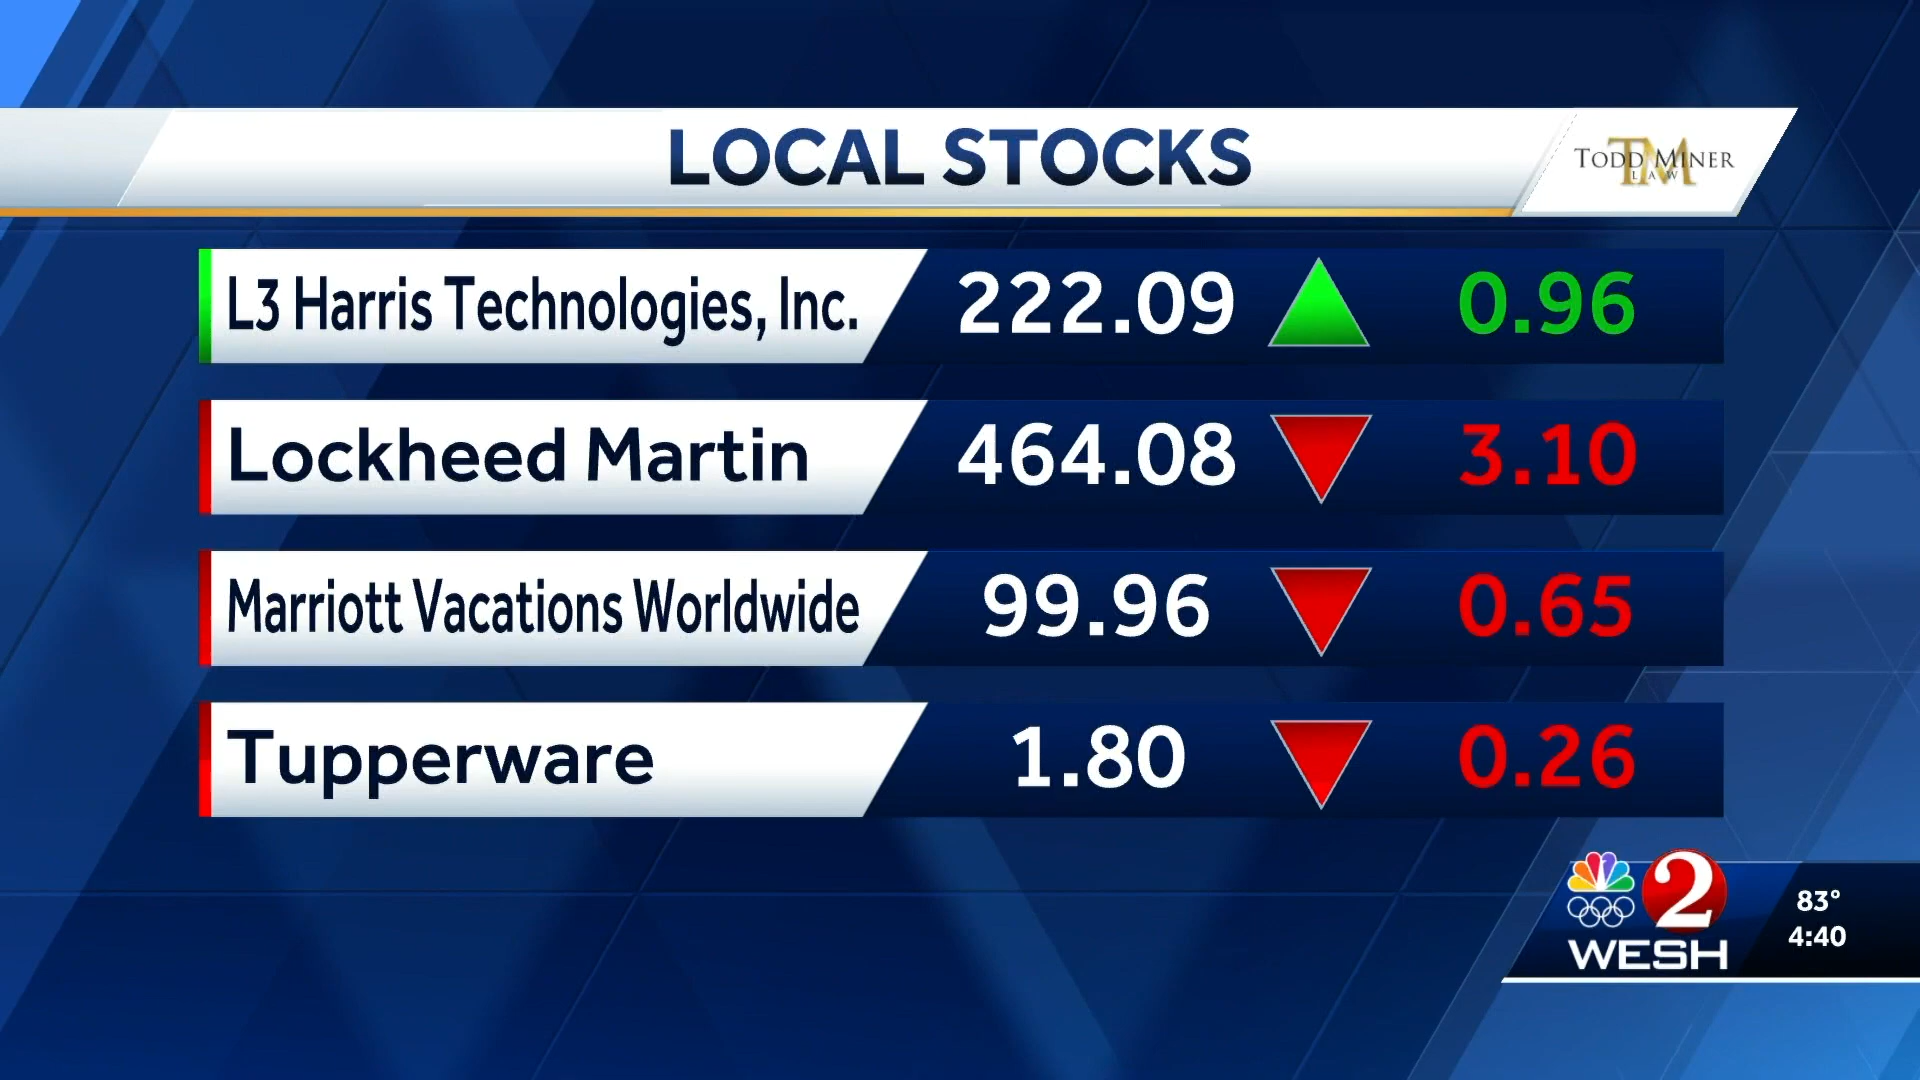 LOCAL STOCKS
TODD MINER
LAW
L3 Harris Technologies, Inc. 222.09 0.96
Lockheed Martin 464.08 3.10
Marriott Vacations Worldwide 99.96 0.65
Tupperware 1.80 0.26
2
WESH
83°
4:40